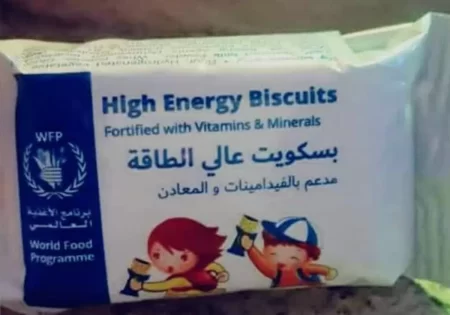 High Energy Biscuits
Fortified with Vitamins & Minerals
بسكويت عالي الطاقة
مدعم بالفيدامينات و المعادن
WFP
برنامج الأغذية
العالمي
World Food
Programme